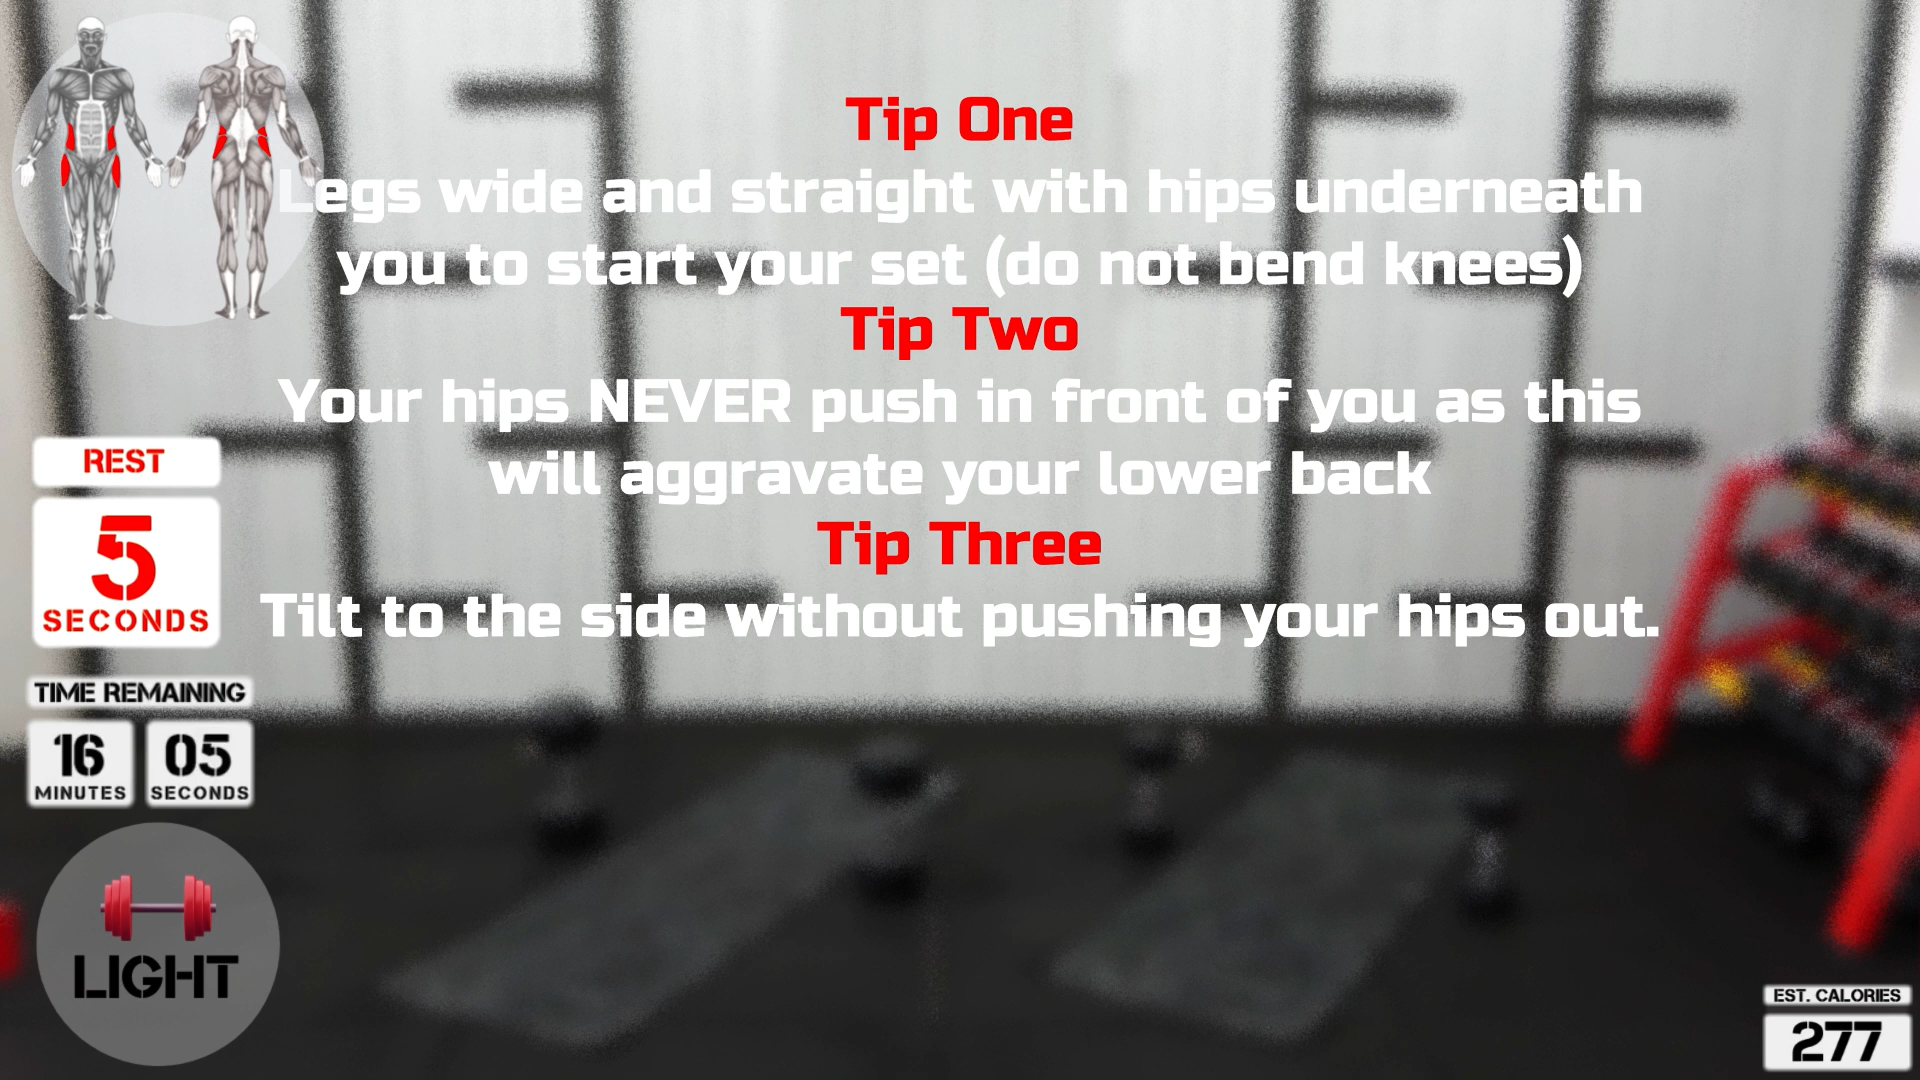 Tip One
Legs wide and straight with hips underneath
you to start your set (do not bend knees)
Tip Two
Your hips NEVER push in front of you as this
will aggravate your lower back
Tip Three
Tilt to the side without pushing your hips out.
REST
5
SECONDS
TIME REMAINING
16 05
MINUTES SECONDS
LIGHT
EST. CALORIES
277